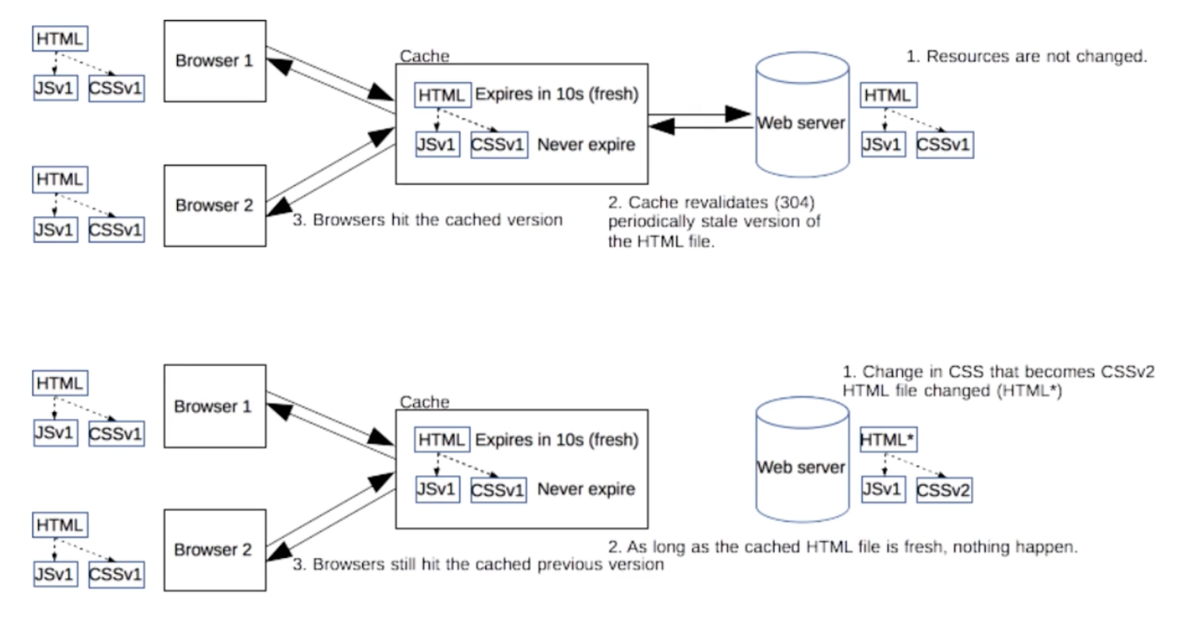 HTML
JSv1 CSSv1
Browser 1
Cache
HTML Expires in 10s (fresh)
JSv1 CSSv1 Never expire
Web server
1. Resources are not changed.
HTML
JSv1 CSSv1
HTML
JSv1 CSSv1
Browser 2
3. Browsers hit the cached version
2. Cache revalidates (304)
periodically stale version of
the HTML file.
HTML
JSv1 CSSv1
Browser 1
Cache
HTML Expires in 10s (fresh)
JSv1 CSSv1 Never expire
1. Change in CSS that becomes CSSv2
HTML file changed (HTML*)
Web server
HTML*
JSv1 CSSv2
HTML
JSv1 CSSv1
Browser 2
2. As long as the cached HTML file is fresh, nothing happen.
3. Browsers still hit the cached previous version